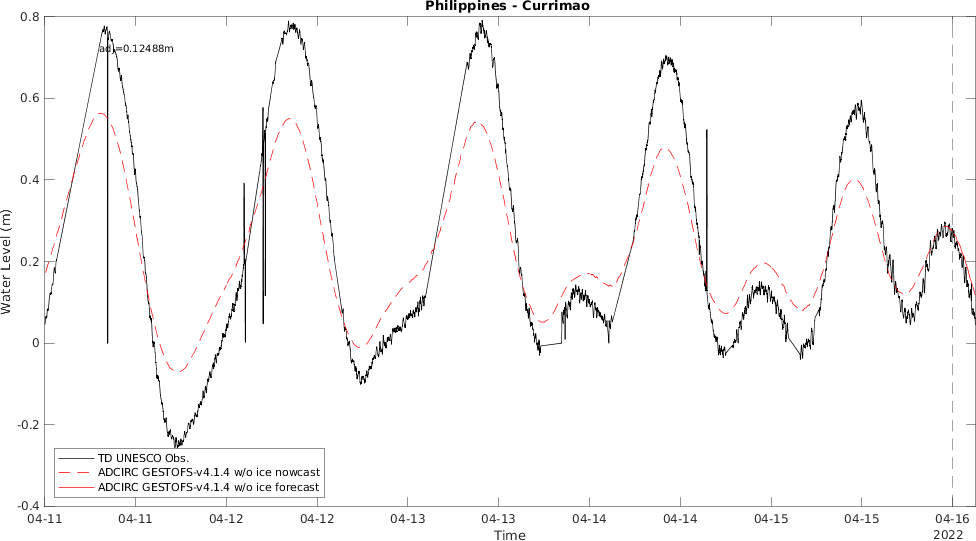 Philippines - Currimao
0.8
adj=0.12488m
0.6
0.4
0.2
0
-0.2
-0.4
Water Level (m)
TD UNESCO Obs.
ADCIRC GESTOFS-v4.1.4 w/o ice nowcast
ADCIRC GESTOFS-v4.1.4 w/o ice forecast
04-11 04-11 04-12 04-12 04-13 04-13 04-14 04-14 04-15 04-15 04-16
Time
2022